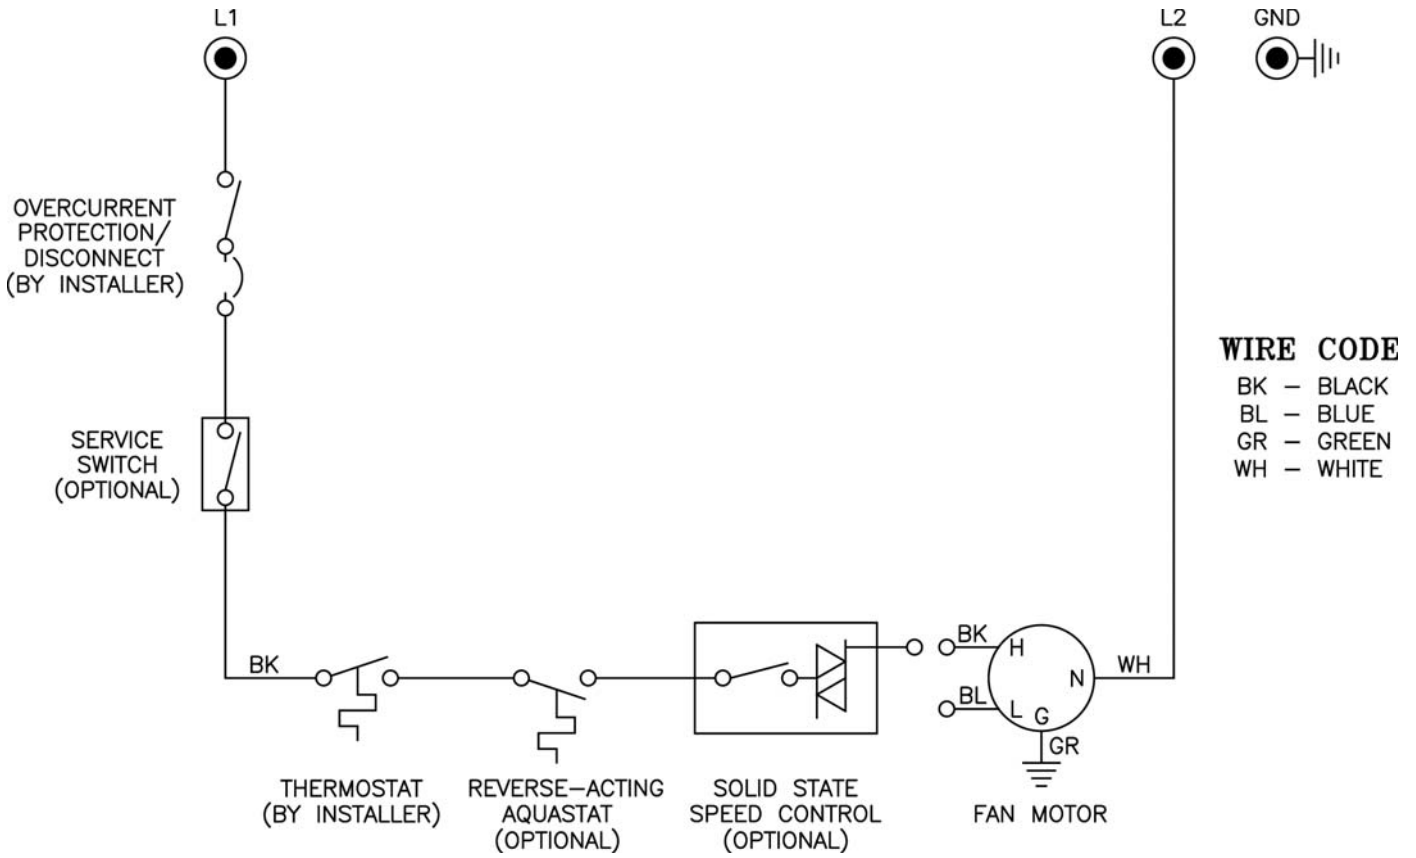 L1
L2
GND
OVERCURRENT
PROTECTION/
DISCONNECT
(BY INSTALLER)
WIRE CODE
BK – BLACK
BL – BLUE
GR – GREEN
WH – WHITE
SERVICE
SWITCH
(OPTIONAL)
BK
BK
H
N
WH
BL
L
G
GR
THERMOSTAT
(BY INSTALLER)
REVERSE–ACTING
AQUASTAT
(OPTIONAL)
SOLID STATE
SPEED CONTROL
(OPTIONAL)
FAN MOTOR